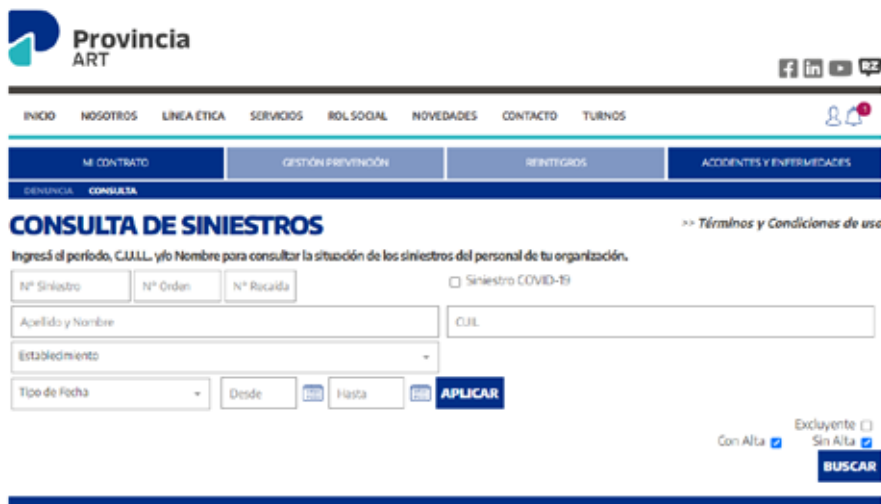 Provincia
ART
RZ
INICIO NOSOTROS LÍNEA ÉTICA SERVICIOS ROL SOCIAL NOVEDADES CONTACTO TURNOS
1
MI CONTRATO GESTIÓN PREVENCIÓN REINTEGROS ACCIDENTES Y ENFERMEDADES
DENUNCIA CONSULTA
CONSULTA DE SINIESTROS
>> Términos y Condiciones de uso
Ingresá el período, C.U.I.L. y/o Nombre para consultar la situación de los siniestros del personal de tu organización.
N° Siniestro N° Orden N° Recaída Siniestro COVID-19
Apellido y Nombre CUIL
Establecimiento
Tipo de Fecha Desde Hasta APLICAR
Excluyente
Con Alta Sin Alta
BUSCAR